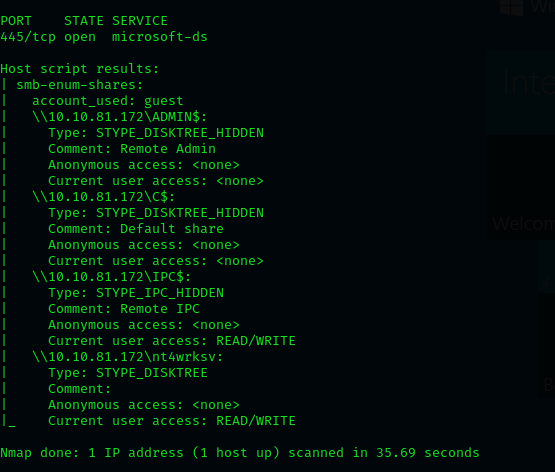 We
PORT    STATE SERVICE
445/tcp open  microsoft-ds
Inte
Host script results:
| smb-enum-shares:
|   account_used: guest
|   \\10.10.81.172\ADMIN$:
|     Type: STYPE_DISKTREE_HIDDEN
|     Comment: Remote Admin
|     Anonymous access: <none>
|     Current user access: <none>
|   \\10.10.81.172\C$:
|     Type: STYPE_DISKTREE_HIDDEN
|     Comment: Default share
Welcom
|     Anonymous access: <none>
|     Current user access: <none>
|   \\10.10.81.172\IPC$:
|     Type: STYPE_IPC_HIDDEN
|     Comment: Remote IPC
|     Anonymous access: <none>
|     Current user access: READ/WRITE
|   \\10.10.81.172\nt4wrksv:
|     Type: STYPE_DISKTREE
|     Comment:
|     Anonymous access: <none>
|_    Current user access: READ/WRITE
Nmap done: 1 IP address (1 host up) scanned in 35.69 seconds